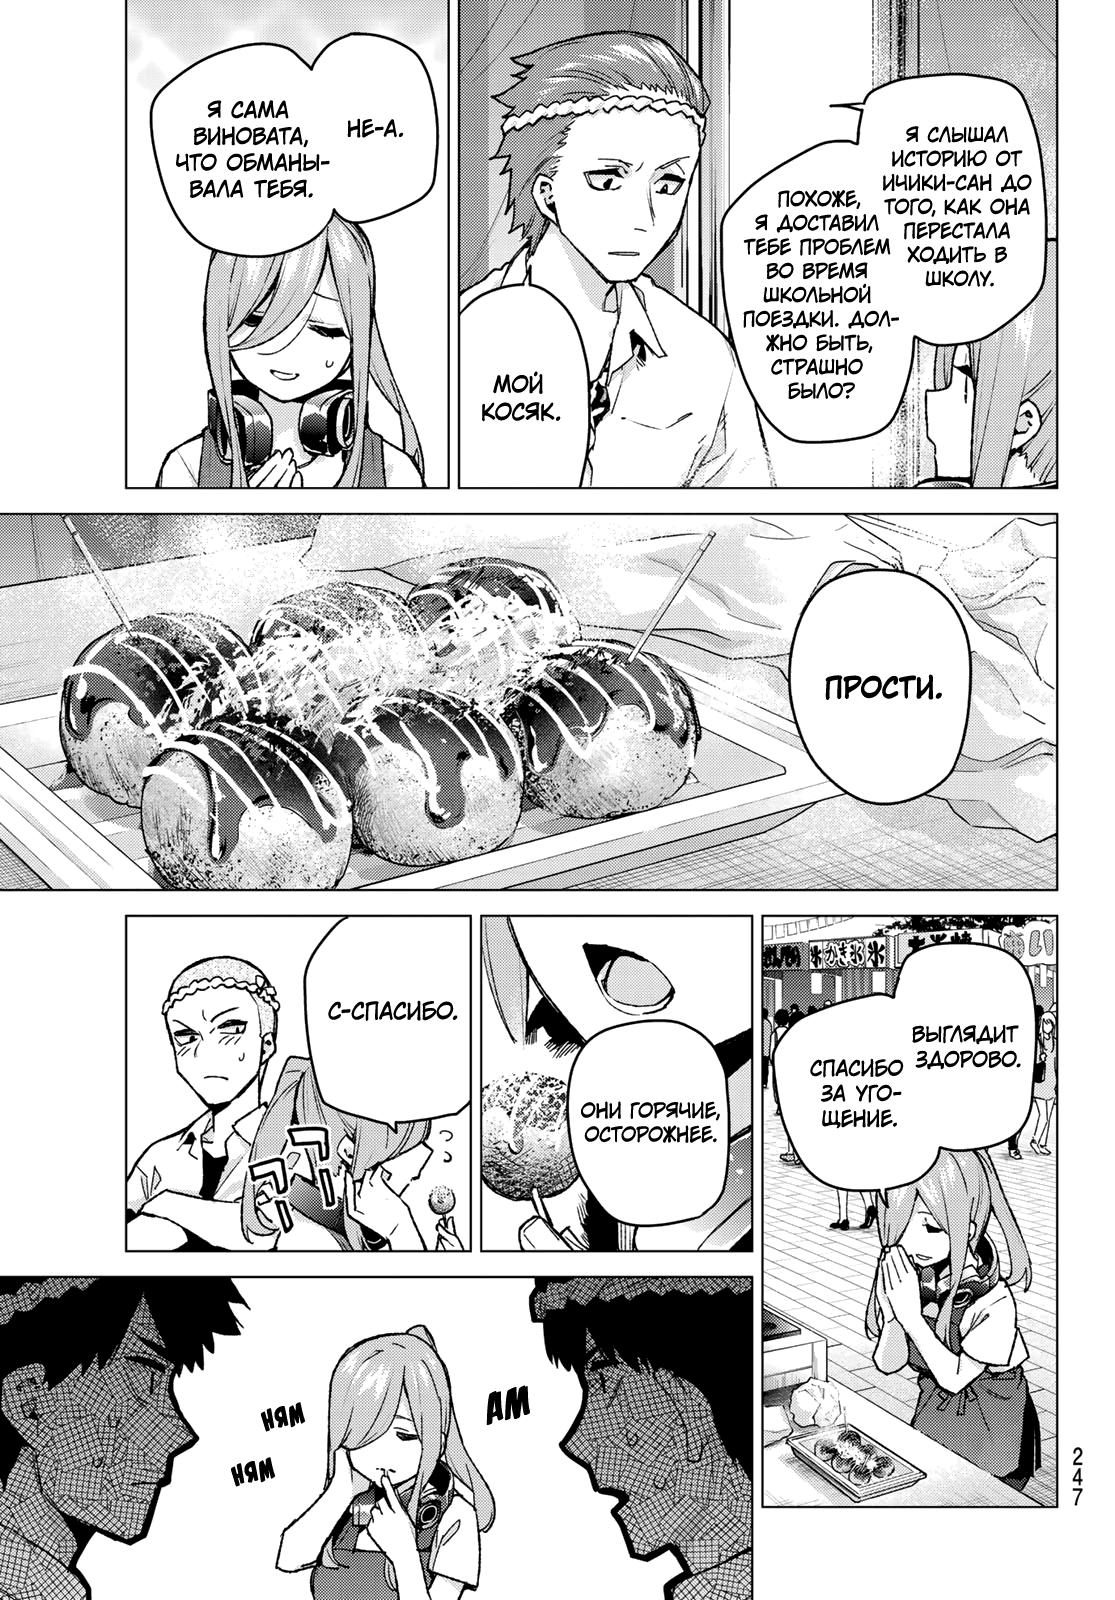 Я СЛЫШАЛ
ИСТОРИЮ ОТ
ИЧИКИ-САН ДО
ТОГО, КАК ОНА
ПЕРЕСТАЛА
ХОДИТЬ В
ШКОЛУ.
ПОХОЖЕ,
Я ДОСТАВИЛ
ТЕБЕ ПРОБЛЕМ
ВО ВРЕМЯ
ШКОЛЬНОЙ
ПОЕЗДКИ. ДОЛ-
ЖНО БЫТЬ,
СТРАШНО
БЫЛО?
МОЙ
КОСЯК.
НЕ-А.
Я САМА
ВИНОВАТА,
ЧТО ОБМАНЫ-
ВАЛА ТЕБЯ.
ПРОСТИ.
ВЫГЛЯДИТ
ЗДОРОВО.
СПАСИБО
ЗА УГО-
ЩЕНИЕ.
ОНИ ГОРЯЧИЕ,
ОСТОРОЖНЕЕ.
С-СПАСИБО.
АМ
НЯМ
НЯМ
247